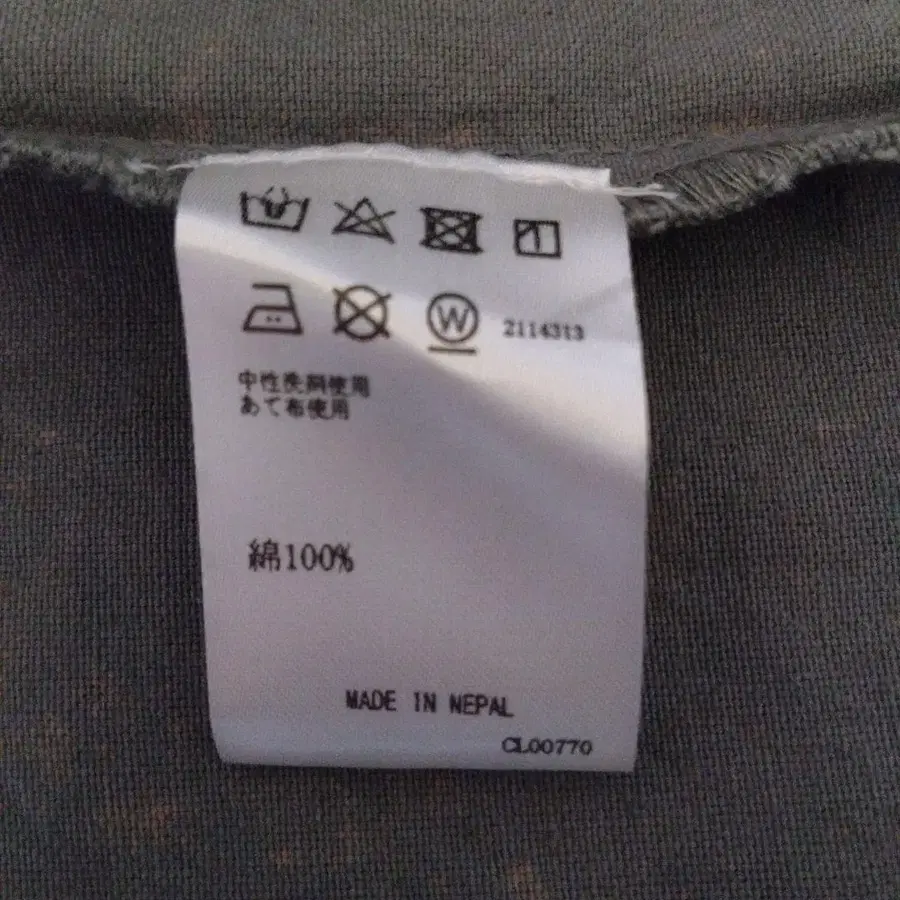 2114313
中性洗剤使用
あて布使用
綿100%
MADE IN NEPAL
CL00770